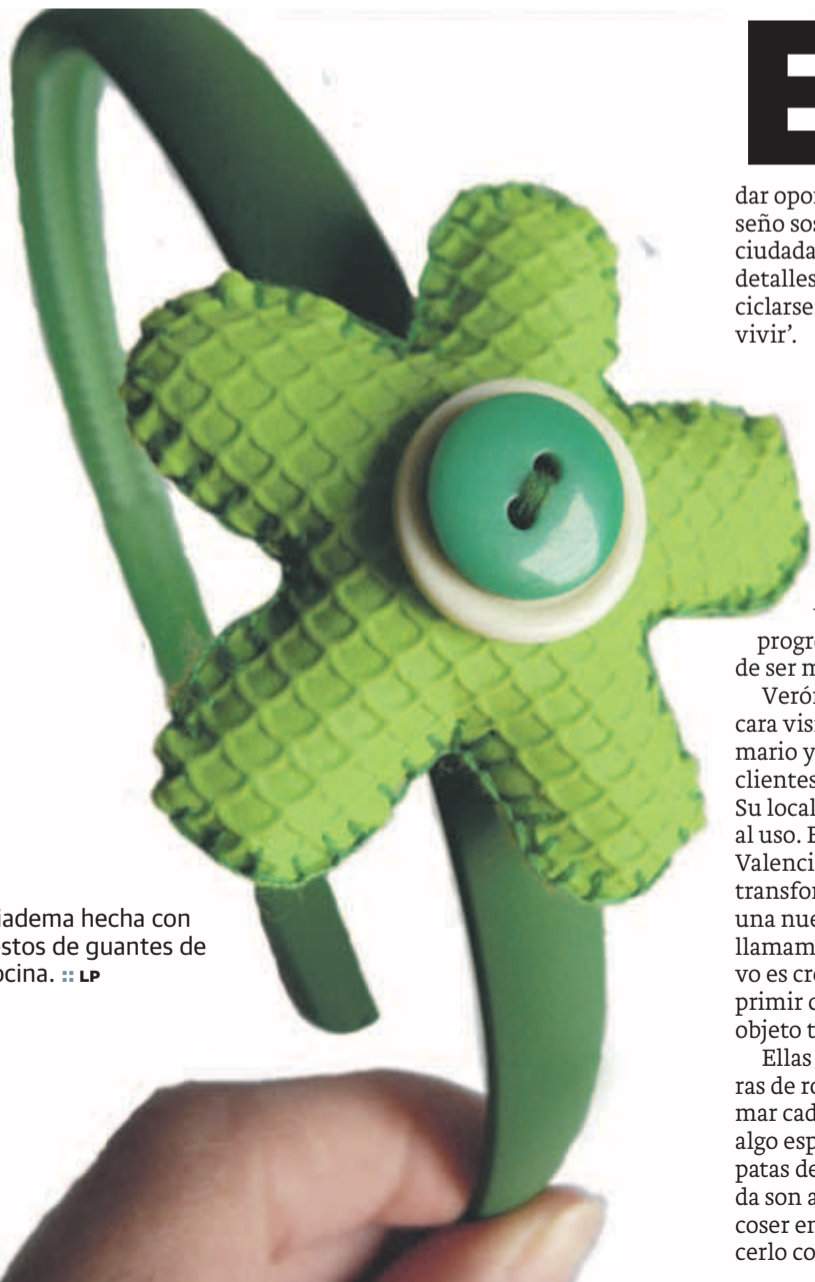 iadema hecha con
stos de guantes de
ocina. :: LP
E
dar opor
seño sos
ciudada
detalles
ciclarse
vivir’.
progre
de ser m
Veró
cara visi
mario y
clientes
Su local
al uso. E
Valenci
transfor
una nue
llamam
vo es cre
primir c
objeto t
Ellas
ras de ro
mar cad
algo esp
patas de
da son a
coser en
cerlo co